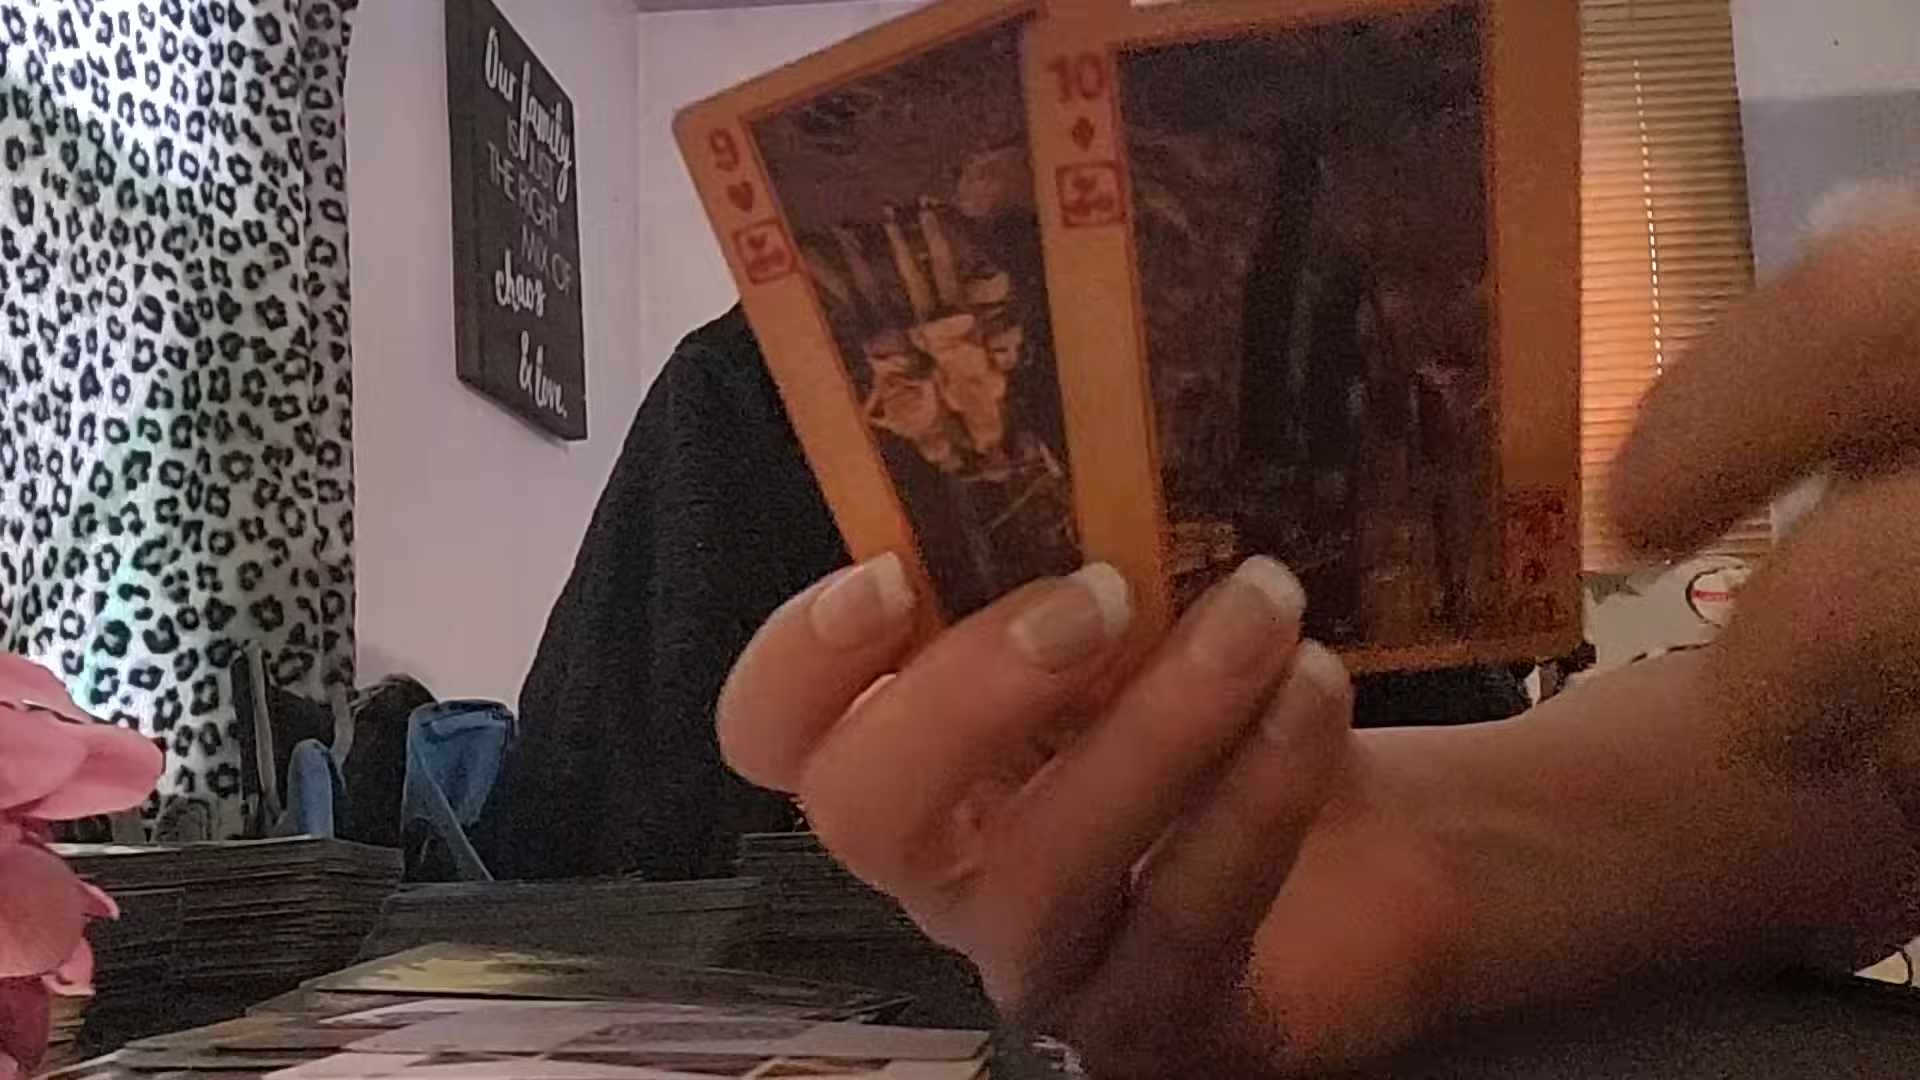 Our family
IS JUST
THE RIGHT
MIX OF
chaos
& love.
9
10